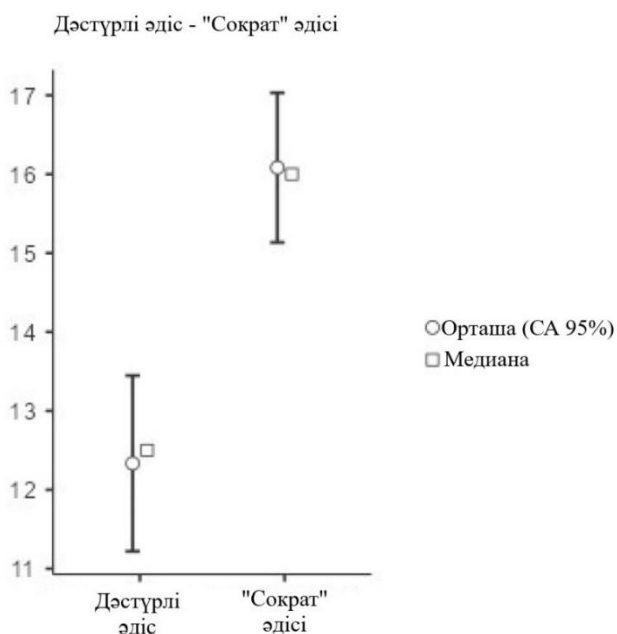 Дәстүрлі әдіс - "Сократ" әдісі
17
16
15
14
13
12
11
Орташа (СА 95%)
Медиана
Дәстүрлі
әдіс
"Сократ"
әдісі